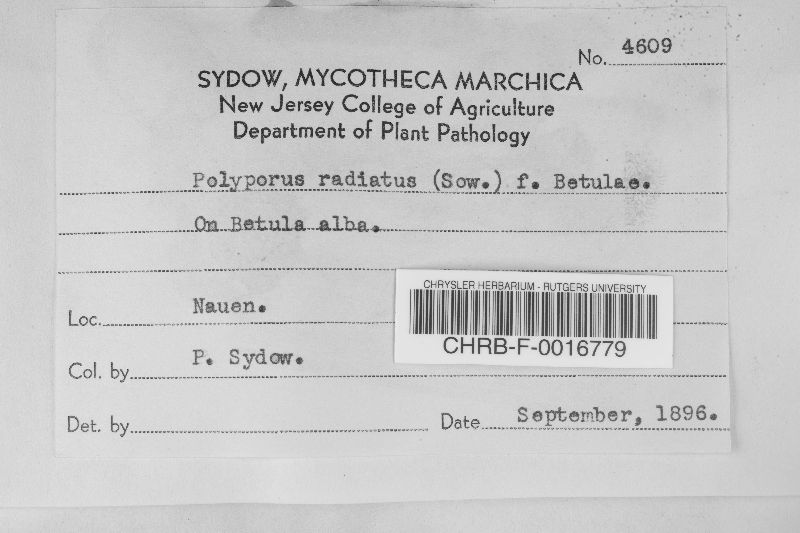 No. 4609
SYDOW, MYCOTHECA MARCHICA
New Jersey College of Agriculture
Department of Plant Pathology
Polyporus radiatus (Sow.) f. Betulae.
On Betula alba.
Loc. Nauen.
CHRYSLER HERBARIUM - RUTGERS UNIVERSITY
CHRB-F-0016779
Col. by P. Sydow.
Det. by
Date September, 1896.